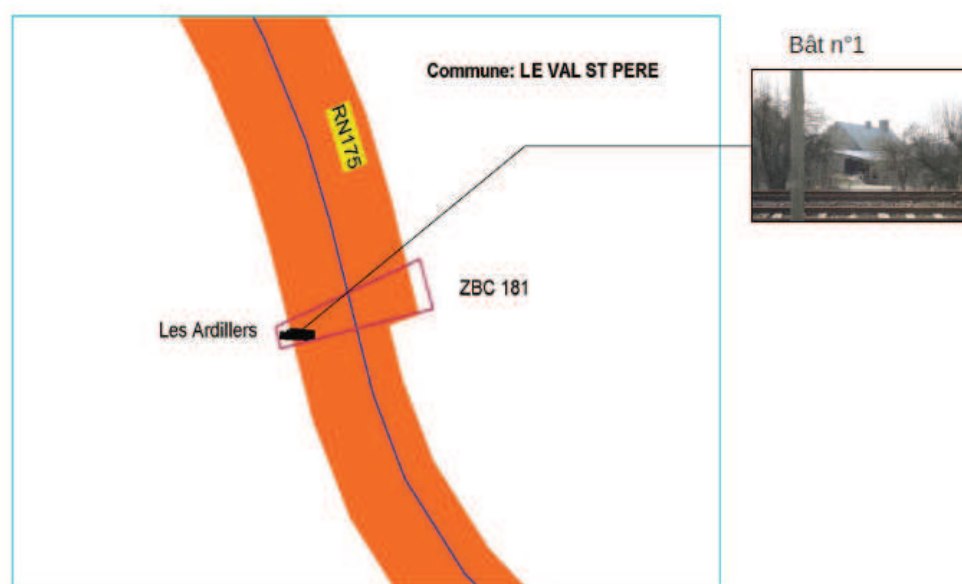 Bât n°1
Commune: LE VAL ST PERE
RN175
ZBC 181
Les Ardillers